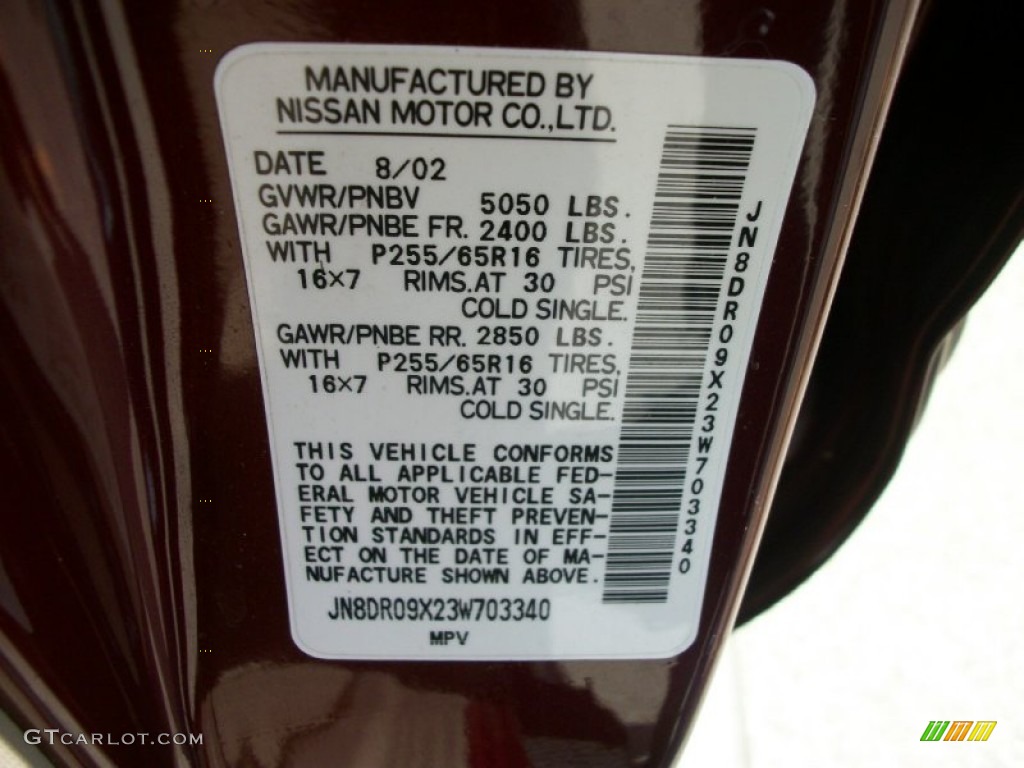 MANUFACTURED BY
NISSAN MOTOR CO.,LTD.
DATE 8/02
GVWR/PNBV 5050 LBS.
GAWR/PNBE FR. 2400 LBS.
WITH P255/65R16 TIRES,
16×7 RIMS.AT 30 PSI
COLD SINGLE.
GAWR/PNBE RR. 2850 LBS.
WITH P255/65R16 TIRES,
16×7 RIMS.AT 30 PSI
COLD SINGLE.
THIS VEHICLE CONFORMS
TO ALL APPLICABLE FED-
ERAL MOTOR VEHICLE SA-
FETY AND THEFT PREVEN-
TION STANDARDS IN EFF-
ECT ON THE DATE OF MA-
NUFACTURE SHOWN ABOVE.
JN8DR09X23W703340
MPV
JN8DR09X23W703340
GTCARLOT.COM